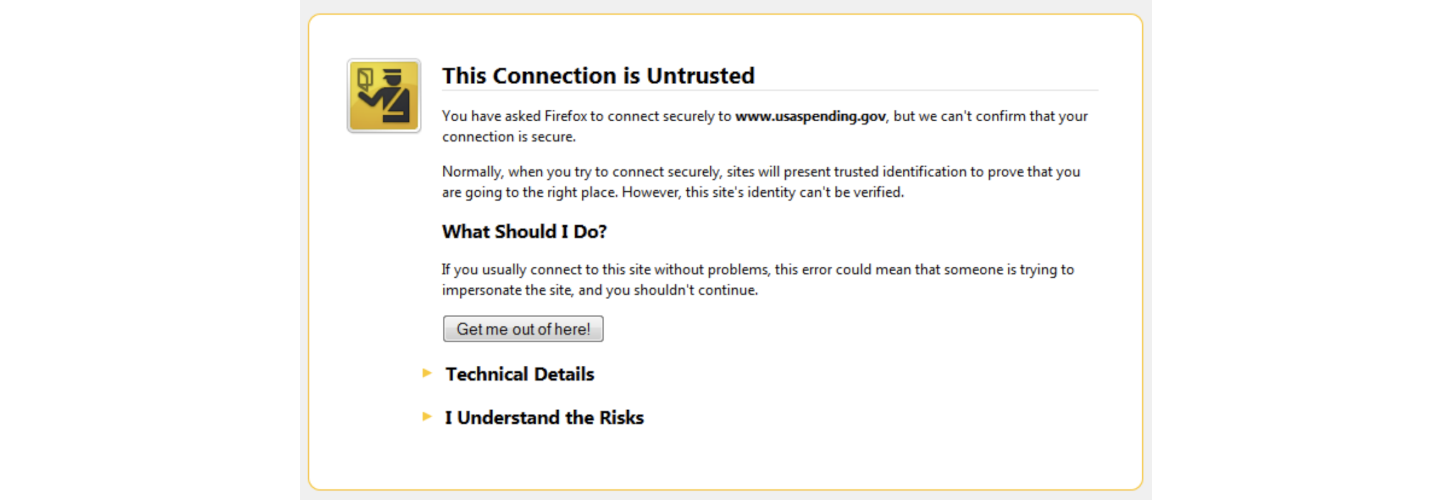 This Connection is Untrusted
You have asked Firefox to connect securely to www.usaspending.gov, but we can't confirm that your
connection is secure.
Normally, when you try to connect securely, sites will present trusted identification to prove that you
are going to the right place. However, this site's identity can't be verified.
What Should I Do?
If you usually connect to this site without problems, this error could mean that someone is trying to
impersonate the site, and you shouldn't continue.
Get me out of here!
Technical Details
I Understand the Risks